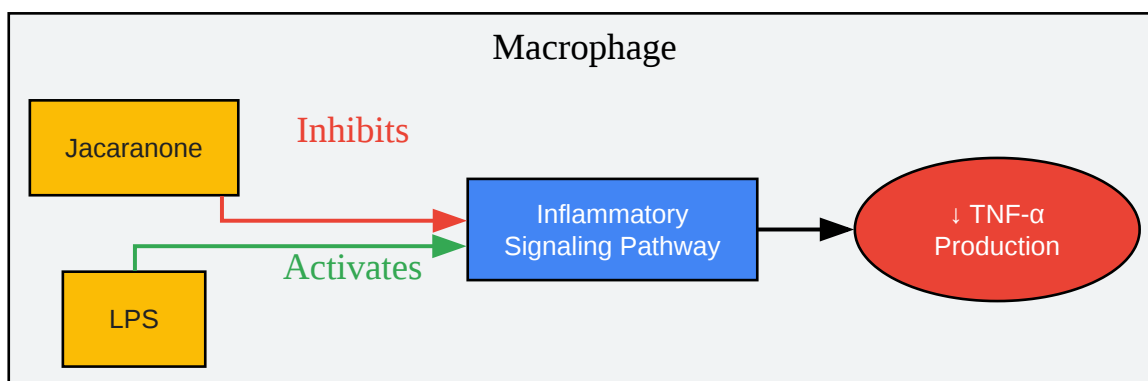 Macrophage
Jacaranone
Inhibits
Inflammatory
Signaling Pathway
↓ TNF-α
Production
Activates
LPS